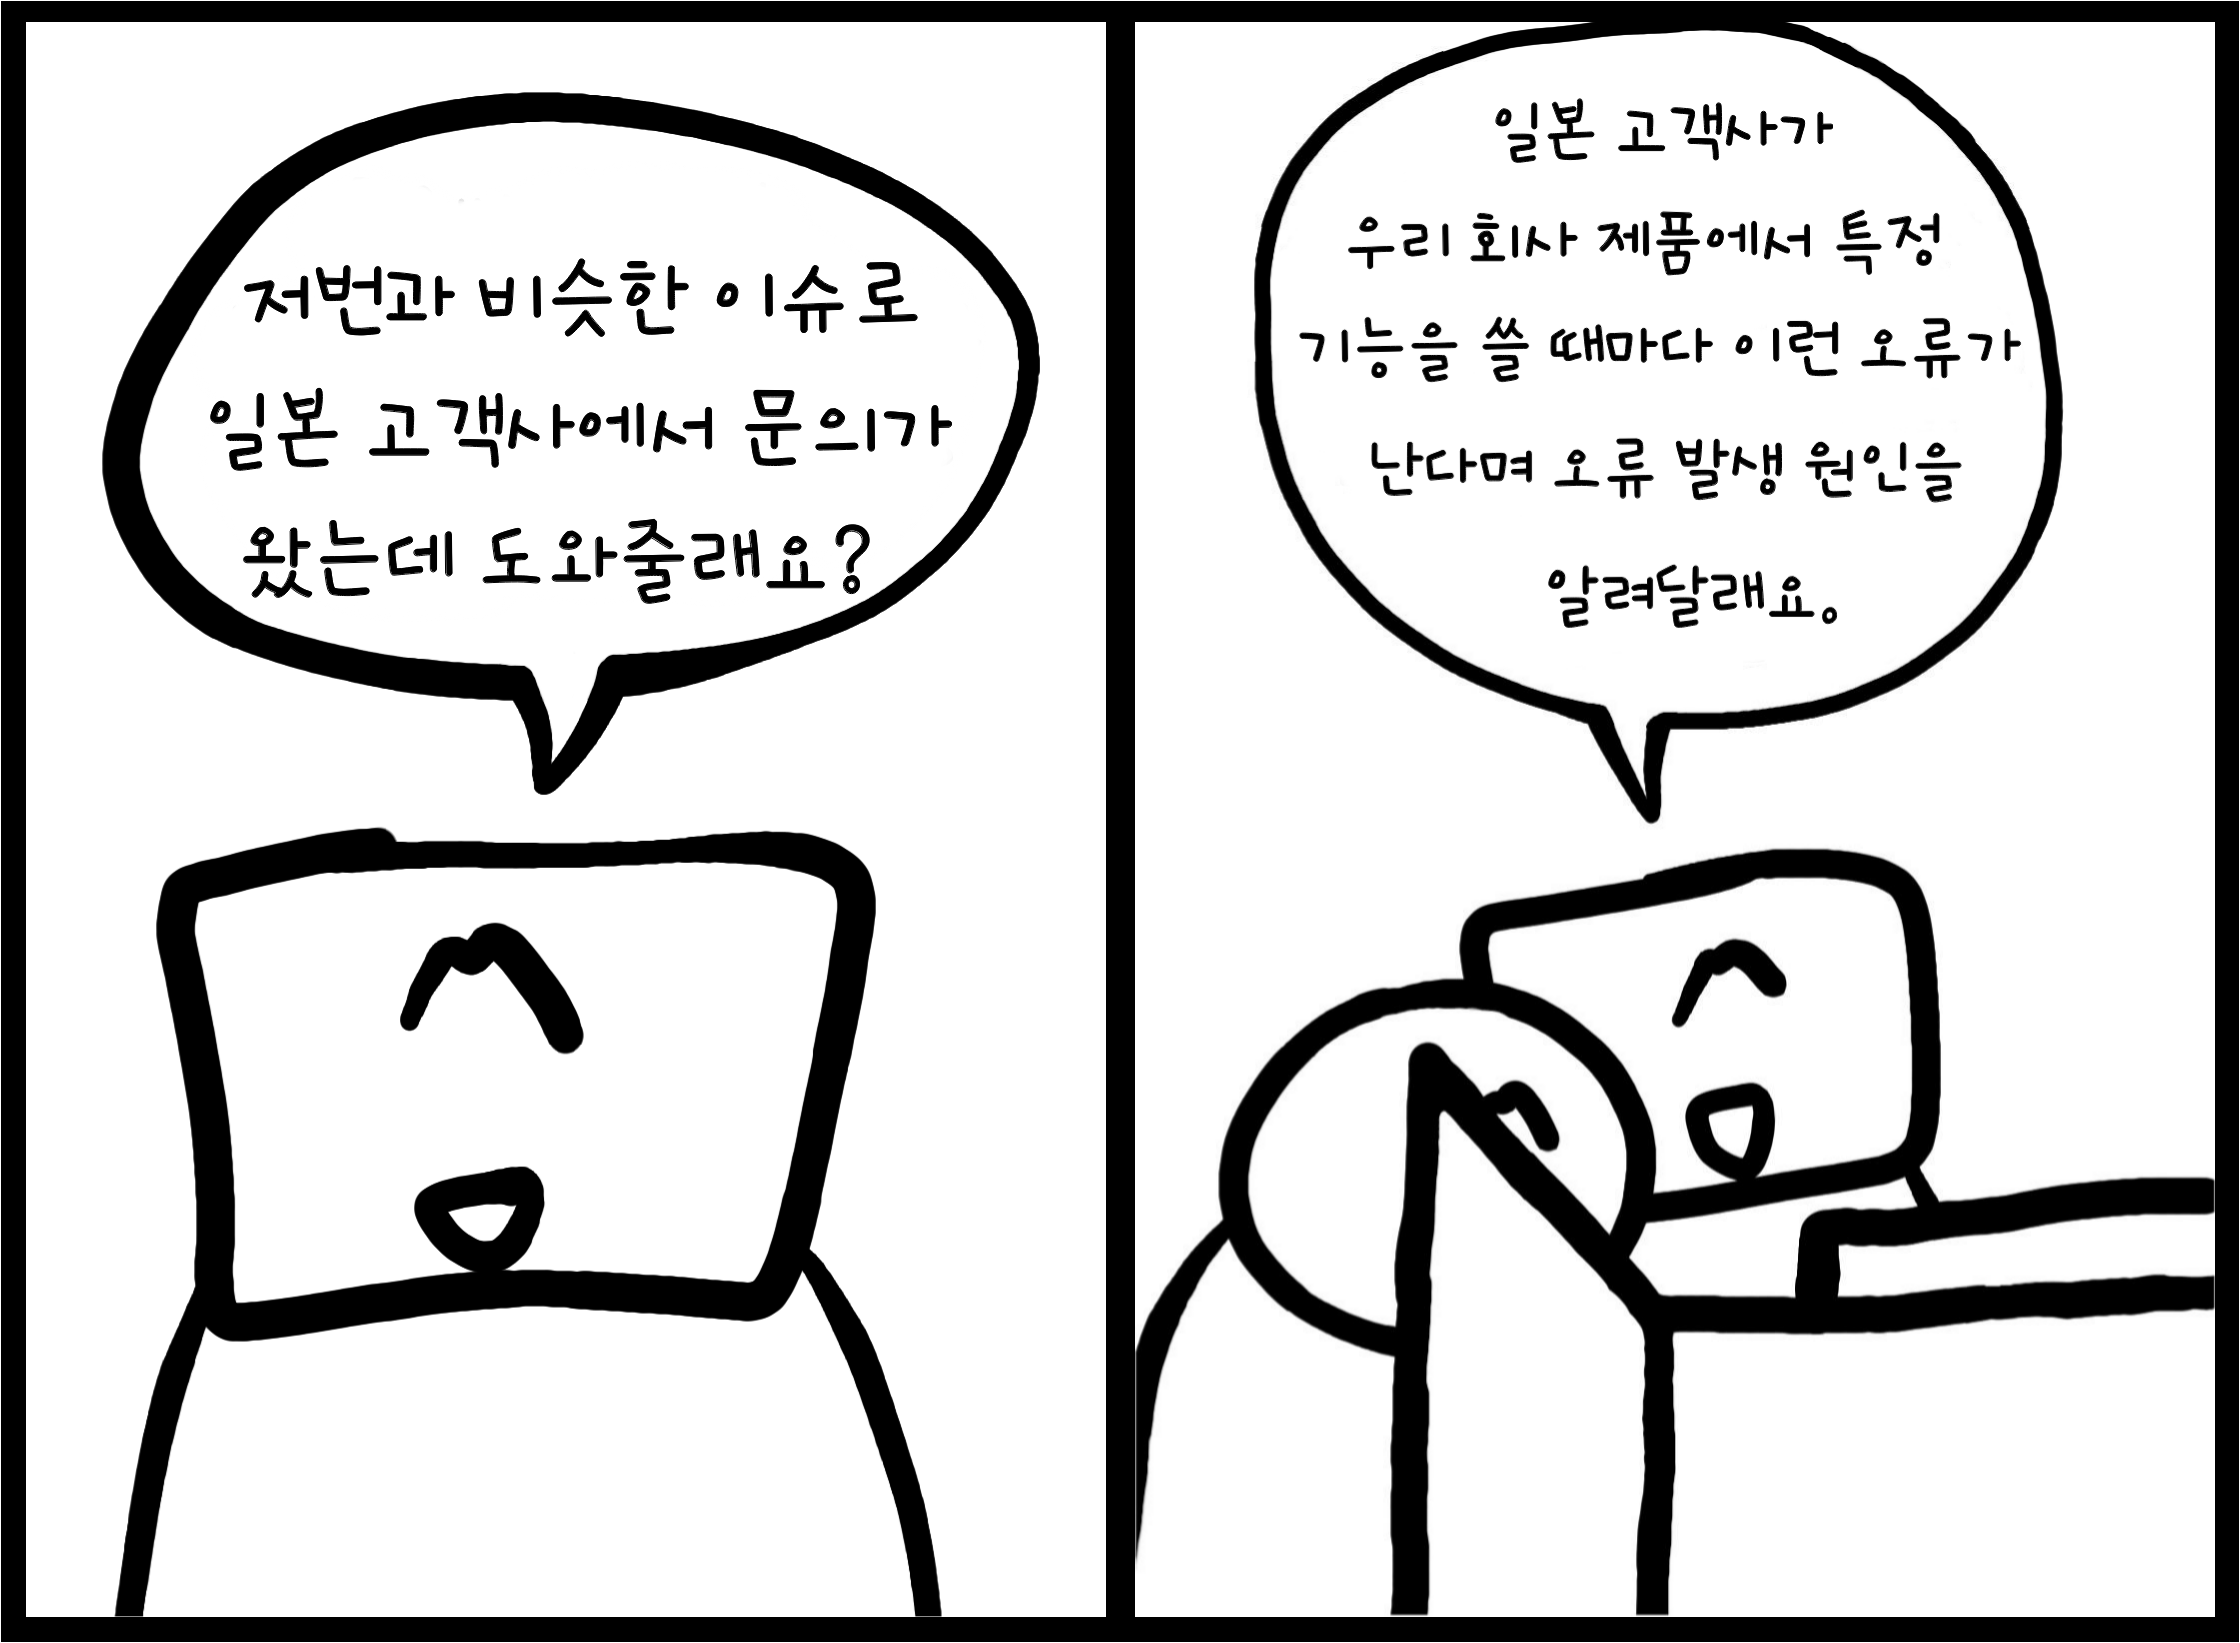 저번과 비슷한 이슈로
일본 고객사에서 문의가
왔는데 도와줄래요?
일본 고객사가
우리 회사 제품에서 특정
기능을 쓸 때마다 이런 오류가
난다며 오류 발생 원인을
알려달래요.